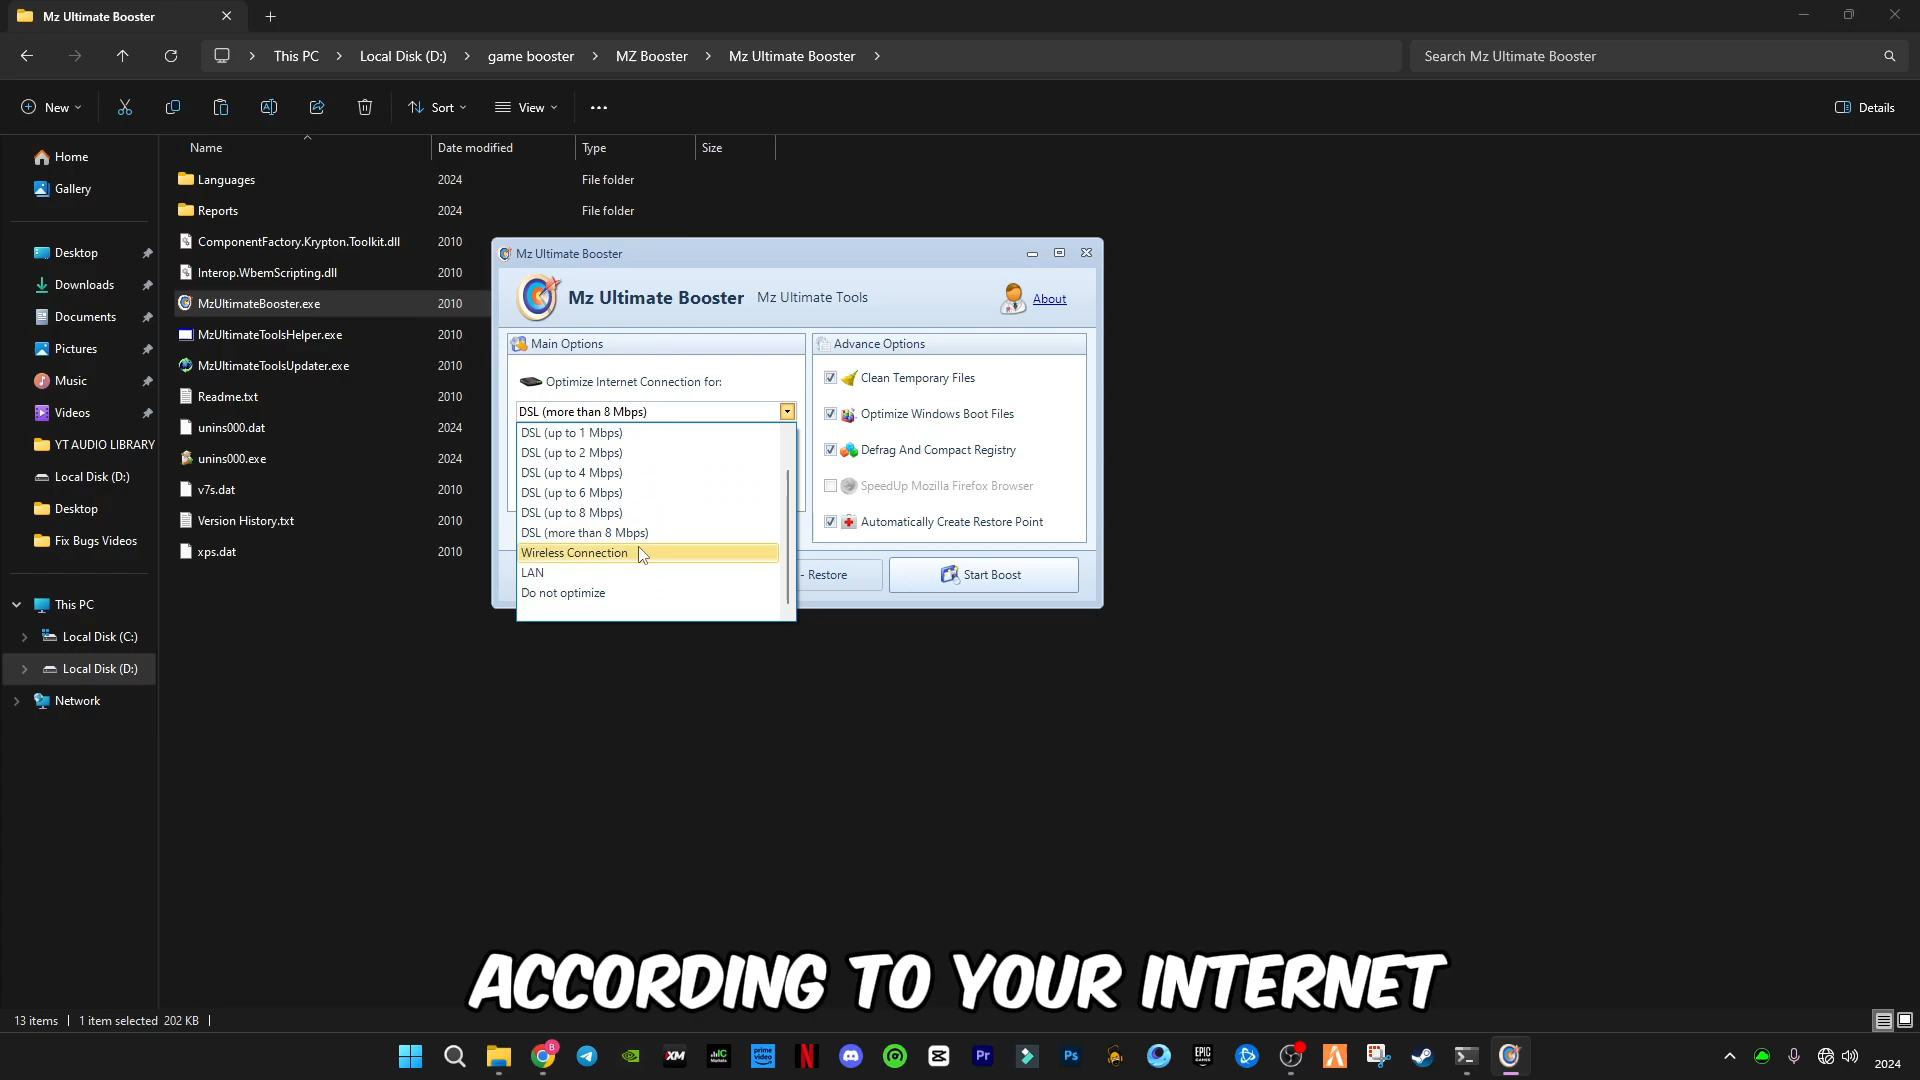 Mz Ultimate Booster
This PC > Local Disk (D:) > game booster > MZ Booster > Mz Ultimate Booster >
Search Mz Ultimate Booster
New
Sort
View
Details
Name
Date modified
Type
Size
Home
Gallery
Desktop
Downloads
Documents
Pictures
Music
Videos
YT AUDIO LIBRARY
Local Disk (D:)
Desktop
Fix Bugs Videos
This PC
Local Disk (C:)
Local Disk (D:)
Network
Languages 2024 File folder
Reports 2024 File folder
ComponentFactory.Krypton.Toolkit.dll 2010
Interop.WbemScripting.dll 2010
MzUltimateBooster.exe 2010
MzUltimateToolsHelper.exe 2010
MzUltimateToolsUpdater.exe 2010
Readme.txt 2010
unins000.dat 2024
unins000.exe 2024
v7s.dat 2010
Version History.txt 2010
xps.dat 2010
Mz Ultimate Booster
Mz Ultimate Booster Mz Ultimate Tools
About
Main Options
Optimize Internet Connection for:
DSL (more than 8 Mbps)
DSL (up to 1 Mbps)
DSL (up to 2 Mbps)
DSL (up to 4 Mbps)
DSL (up to 6 Mbps)
DSL (up to 8 Mbps)
DSL (more than 8 Mbps)
Wireless Connection
LAN
Do not optimize
Advance Options
Clean Temporary Files
Optimize Windows Boot Files
Defrag And Compact Registry
SpeedUp Mozilla Firefox Browser
Automatically Create Restore Point
- Restore
Start Boost
ACCORDING TO YOUR INTERNET
13 items
1 item selected 202 KB
B
XM
IC
Markets
prime
video
N
Pr
Ps
EPIC
GAMES
2024